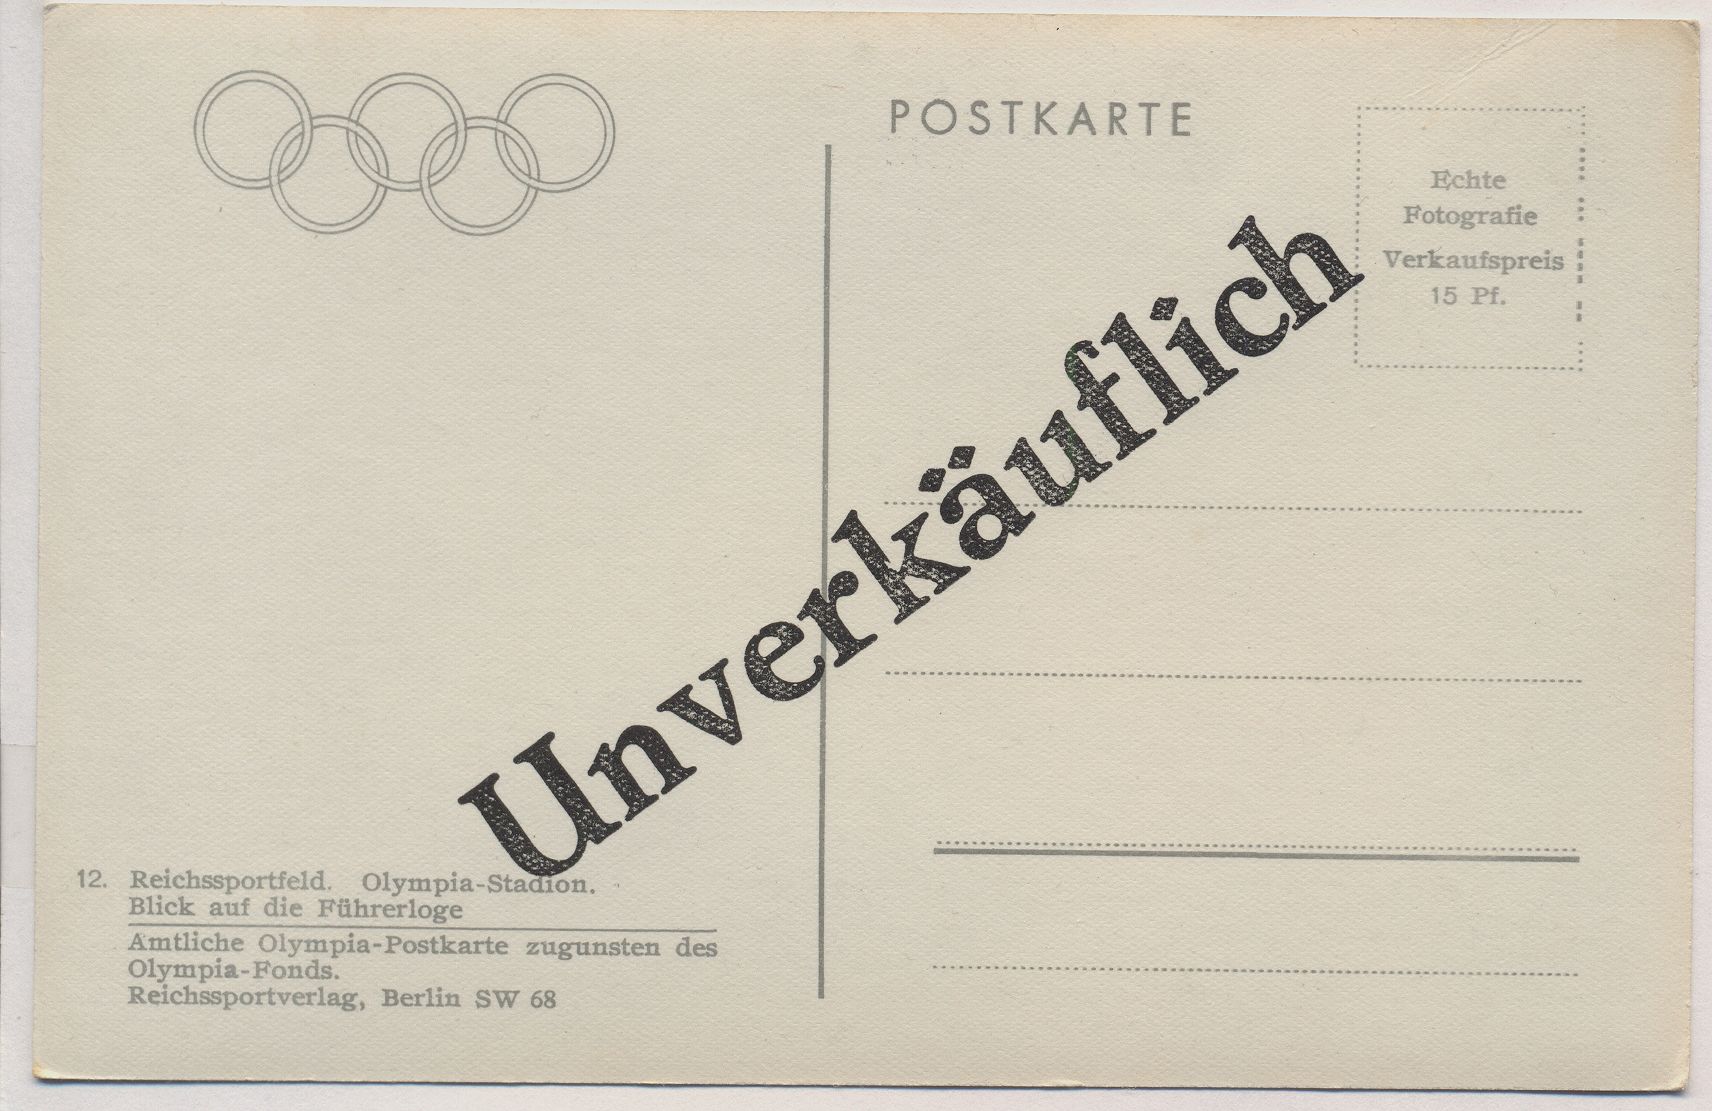 POSTKARTE
Echte
Fotografie
Verkaufspreis
15 Pf.
Unverkäuflich
12. Reichssportfeld. Olympia-Stadion.
Blick auf die Führerloge
Amtliche Olympia-Postkarte zugunsten des
Olympia-Fonds.
Reichssportverlag, Berlin SW 68